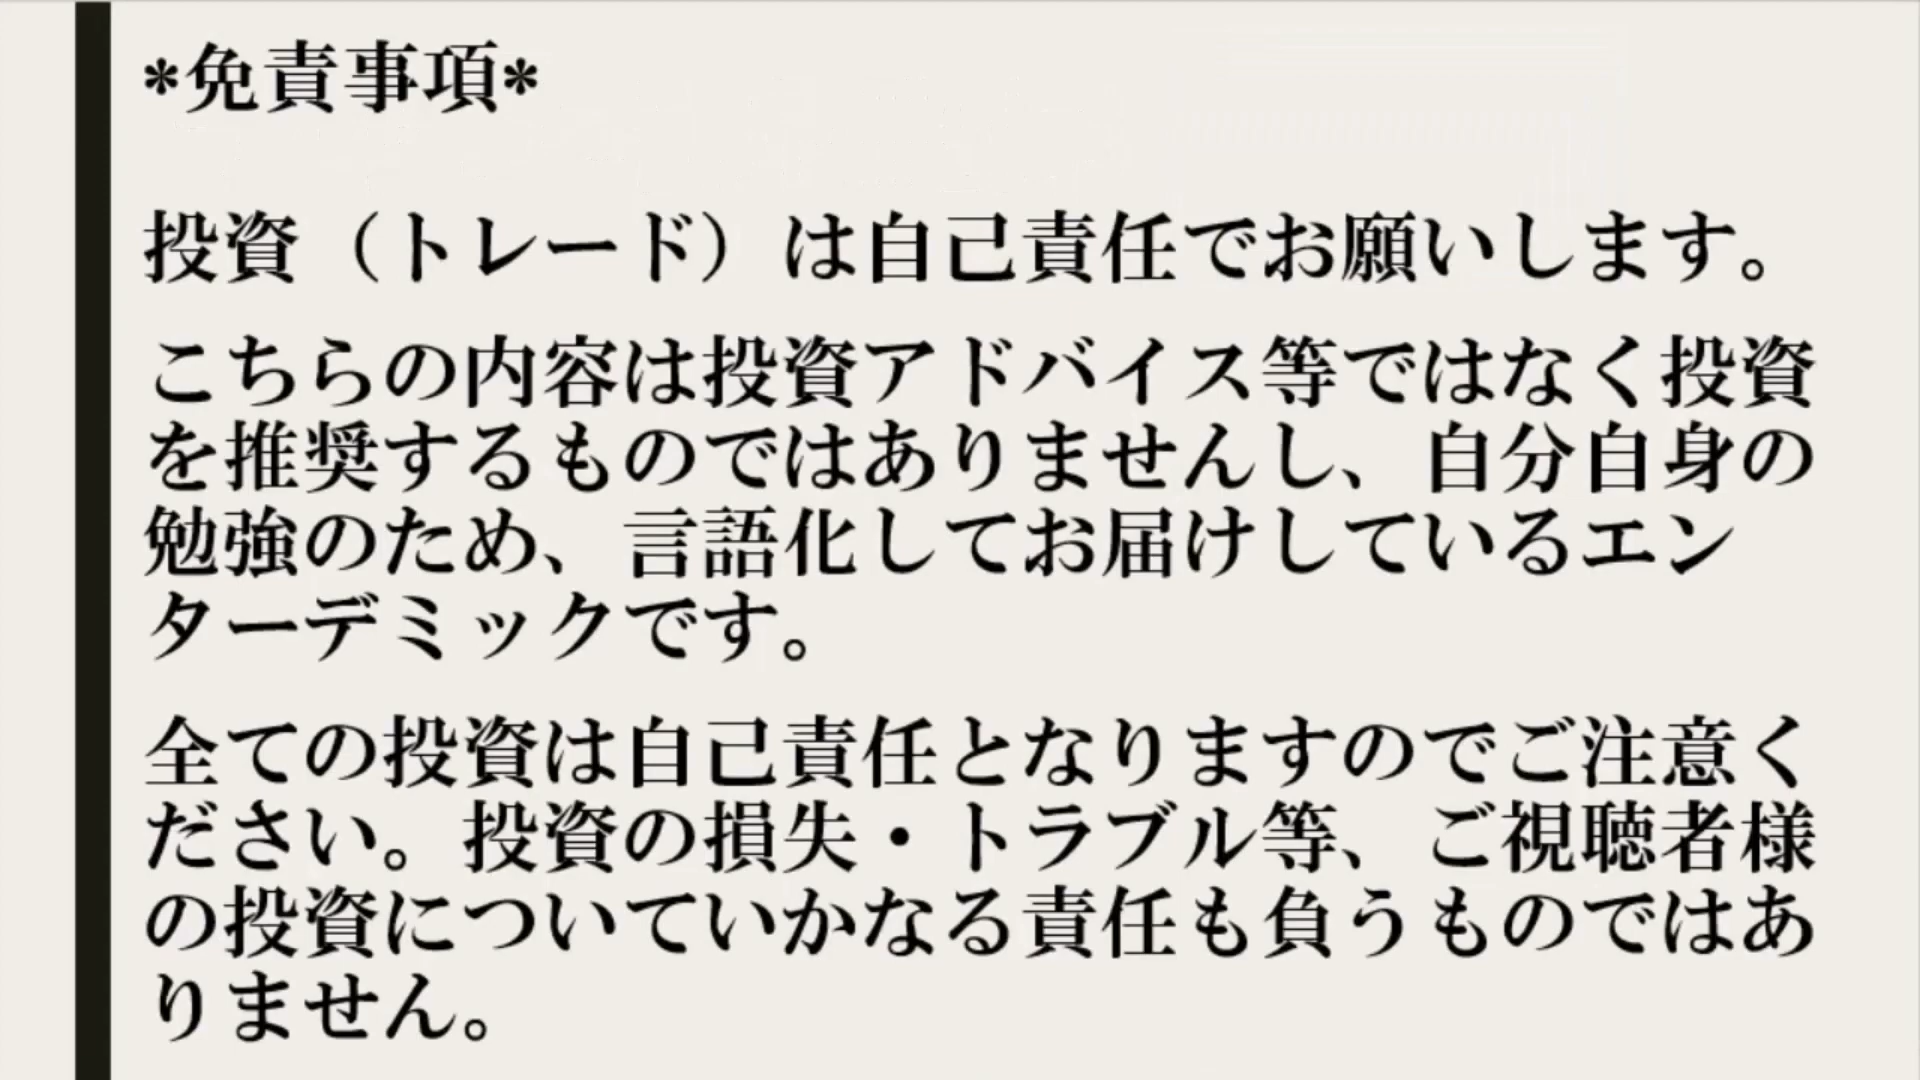 *免責事項*
投資（トレード）は自己責任でお願いします。
こちらの内容は投資アドバイス等ではなく投資
を推奨するものではありませんし、自分自身の
勉強のため、言語化してお届けしているエン
ターデミックです。
全ての投資は自己責任となりますのでご注意く
ださい。投資の損失・トラブル等、ご視聴者様
の投資についていかなる責任も負うものではあ
りません。